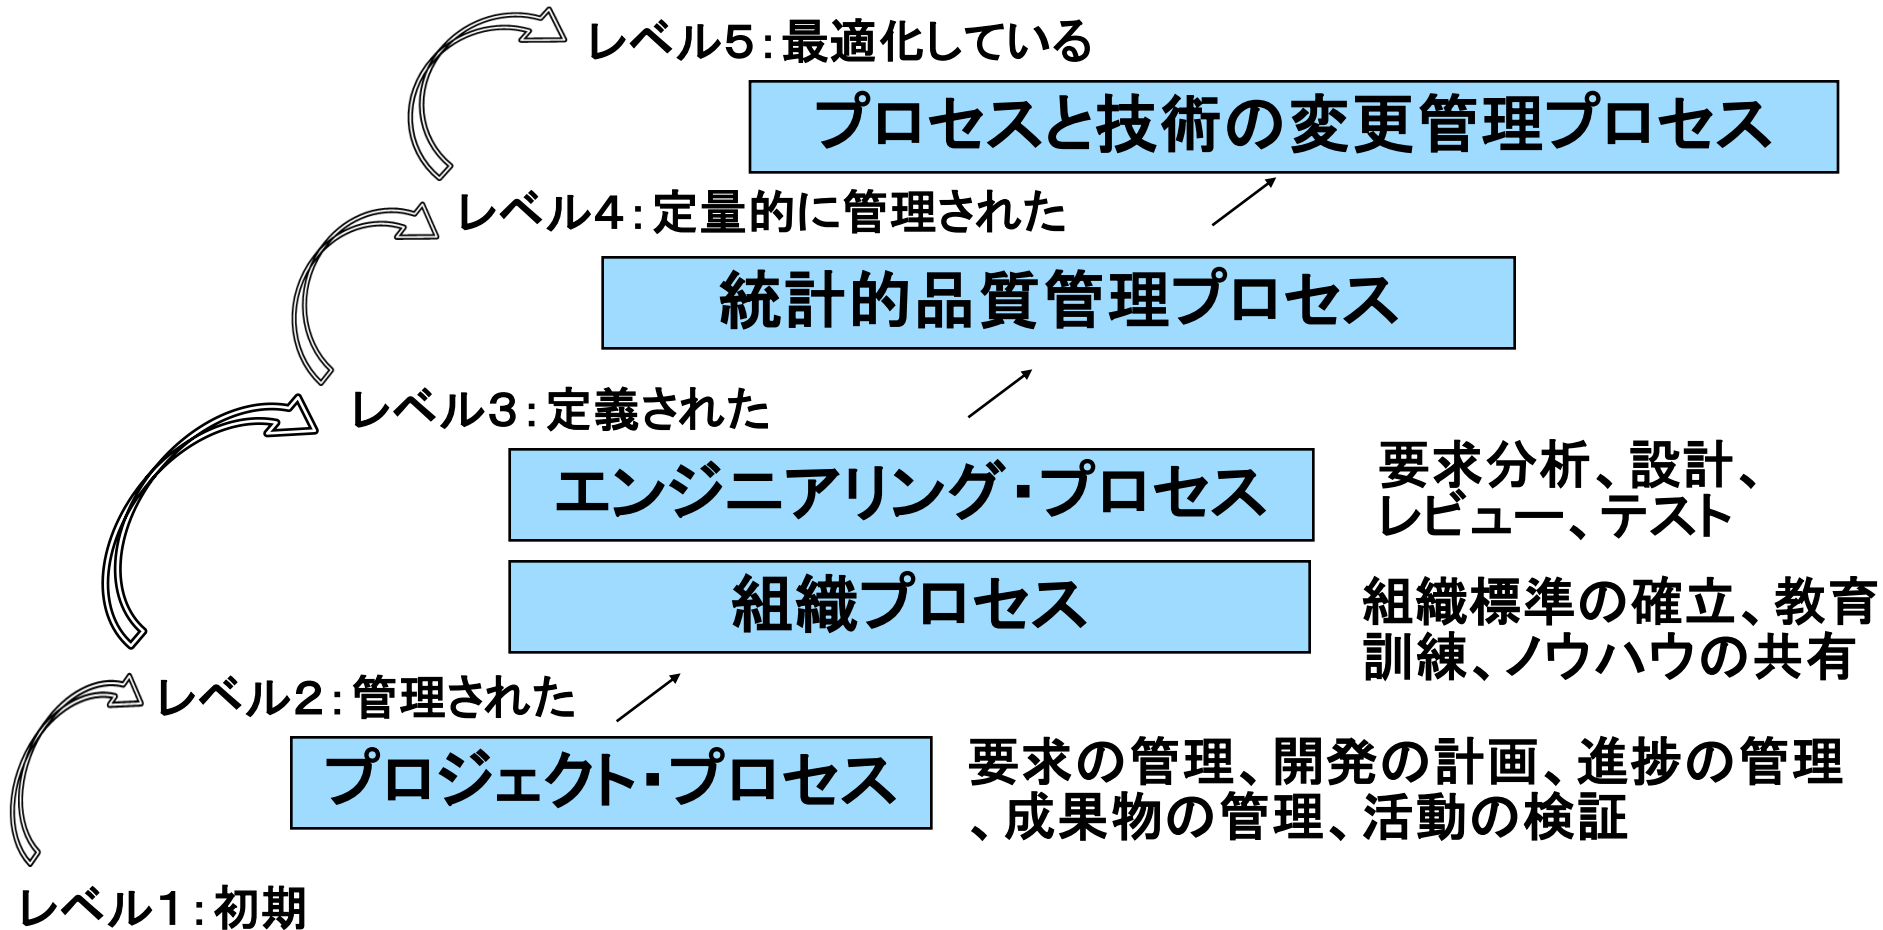 レベル5：最適化している
プロセスと技術の変更管理プロセス
レベル4：定量的に管理された
統計的品質管理プロセス
レベル3：定義された
エンジニアリング・プロセス
要求分析、設計、
レビュー、テスト
組織プロセス
組織標準の確立、教育
訓練、ノウハウの共有
レベル2：管理された
プロジェクト・プロセス
要求の管理、開発の計画、進捗の管理
、成果物の管理、活動の検証
レベル1：初期